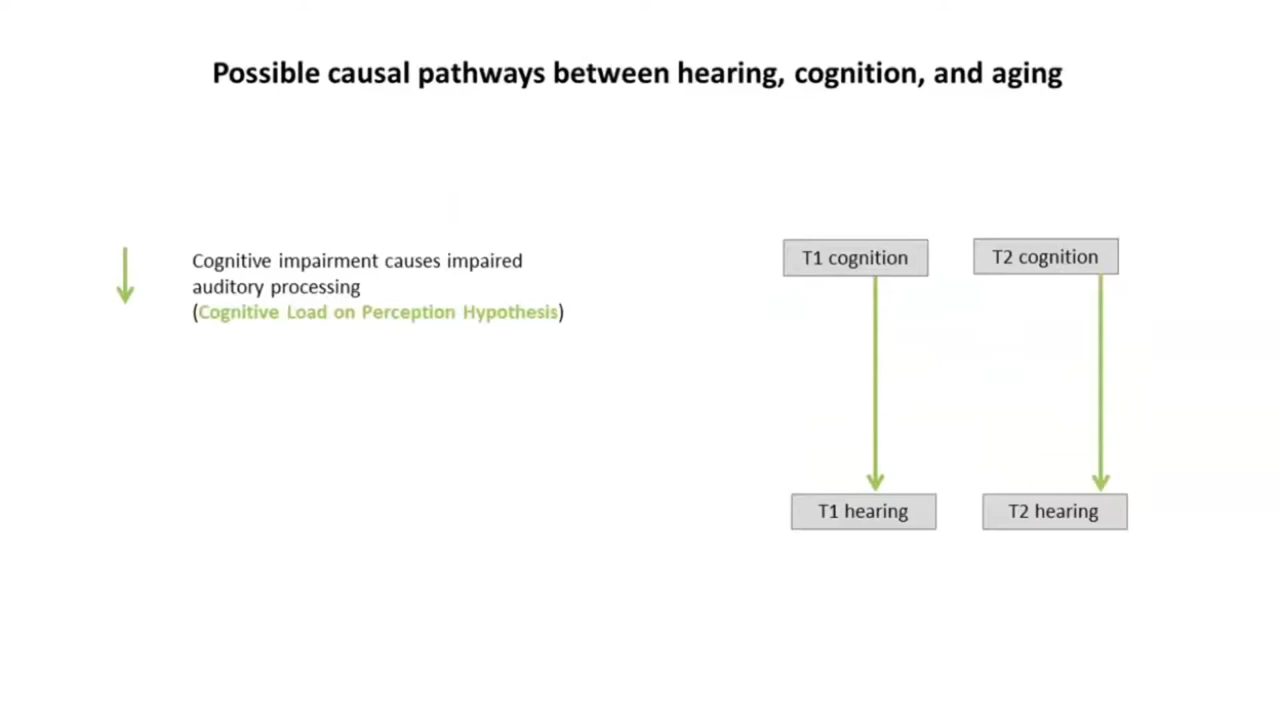 Possible causal pathways between hearing, cognition, and aging
Cognitive impairment causes impaired
auditory processing
(Cognitive Load on Perception Hypothesis)
T1 cognition
T2 cognition
T1 hearing
T2 hearing